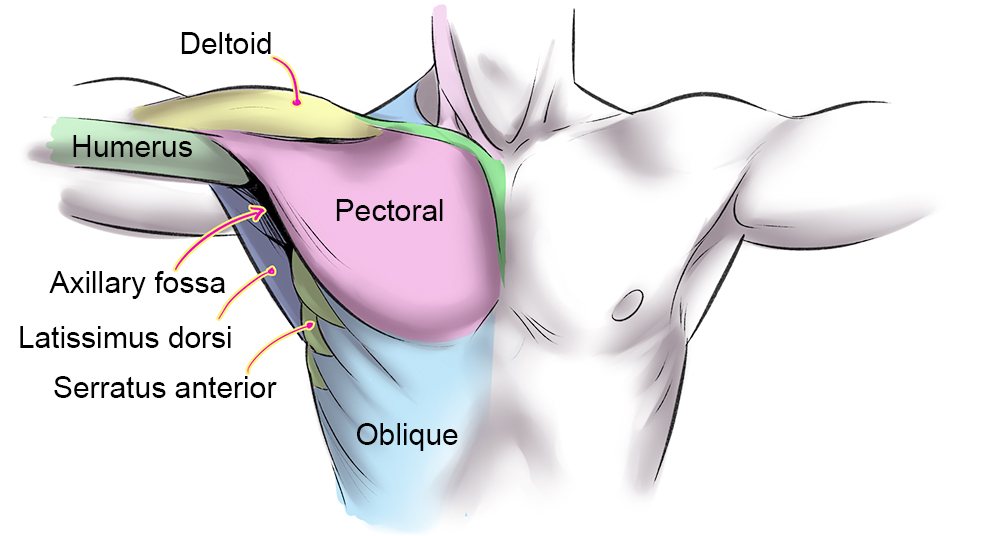 Deltoid
Humerus
Pectoral
Axillary fossa
Latissimus dorsi
Serratus anterior
Oblique